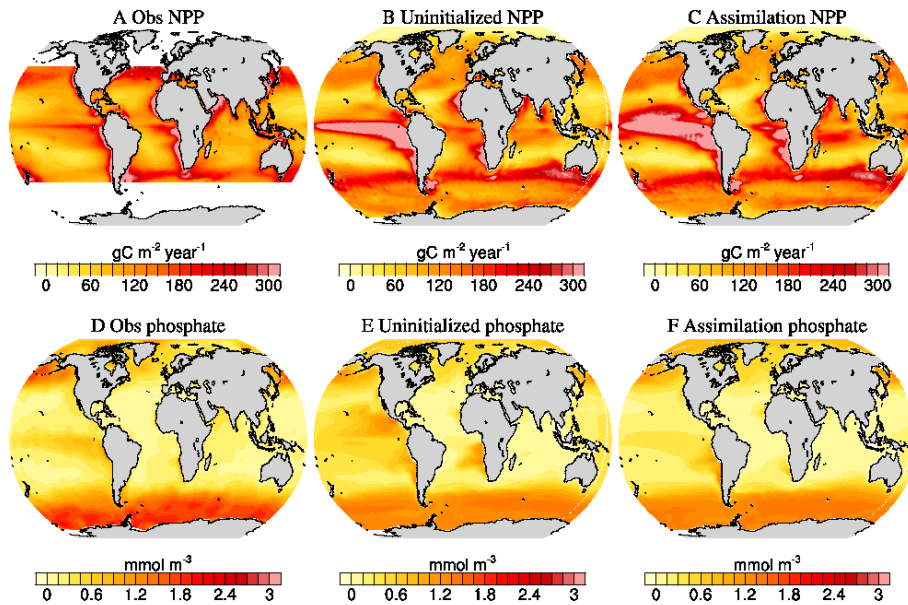 A Obs NPP
B Uninitialized NPP
C Assimilation NPP
gC m⁻² year⁻¹
0 60 120 180 240 300
gC m⁻² year⁻¹
0 60 120 180 240 300
gC m⁻² year⁻¹
0 60 120 180 240 300
D Obs phosphate
E Uninitialized phosphate
F Assimilation phosphate
mmol m⁻³
0 0.6 1.2 1.8 2.4 3
mmol m⁻³
0 0.6 1.2 1.8 2.4 3
mmol m⁻³
0 0.6 1.2 1.8 2.4 3